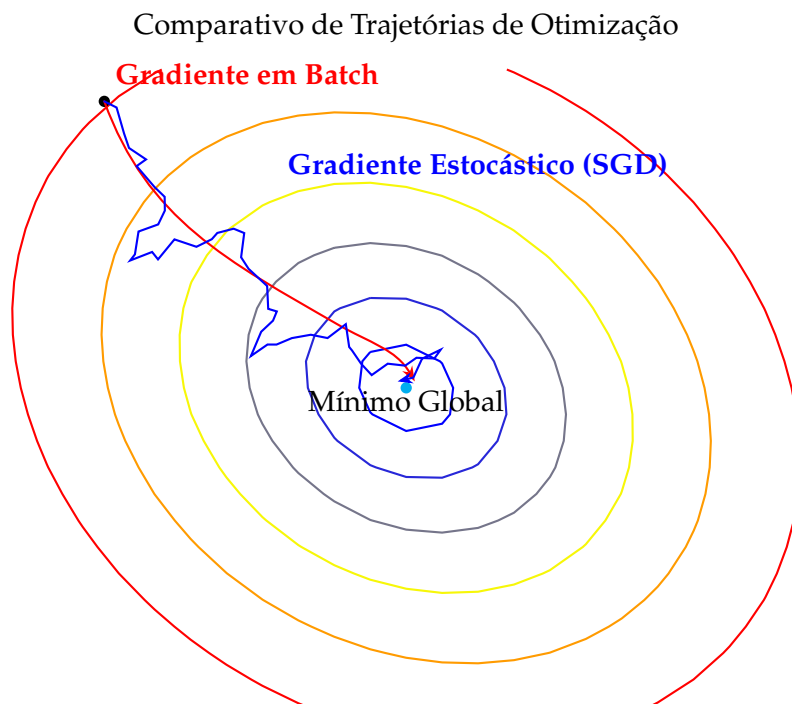 Comparativo de Trajetórias de Otimização
Gradiente em Batch
Gradiente Estocástico (SGD)
Mínimo Global